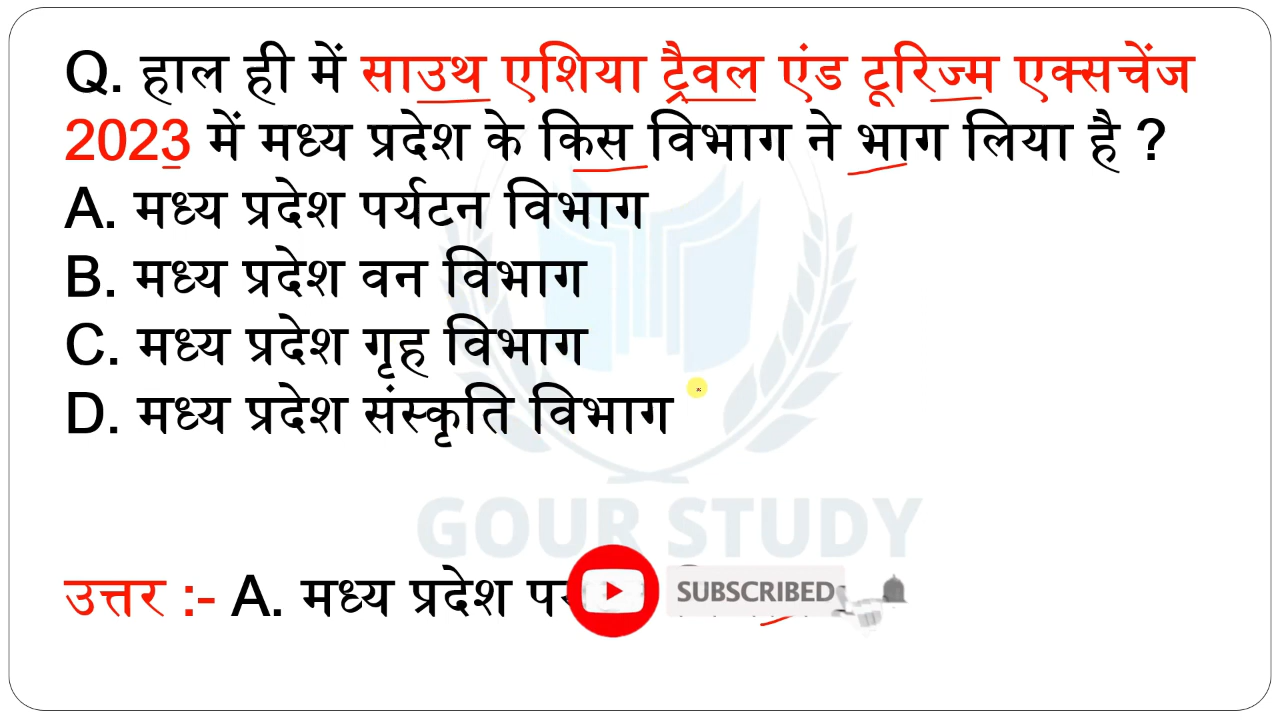 Q. हाल ही में साउथ एशिया ट्रैवल एंड टूरिज्म एक्सचेंज
2023 में मध्य प्रदेश के किस विभाग ने भाग लिया है ?
A. मध्य प्रदेश पर्यटन विभाग
B. मध्य प्रदेश वन विभाग
C. मध्य प्रदेश गृह विभाग
D. मध्य प्रदेश संस्कृति विभाग
GOUR STUDY
उत्तर :- A. मध्य प्रदेश
SUBSCRIBED